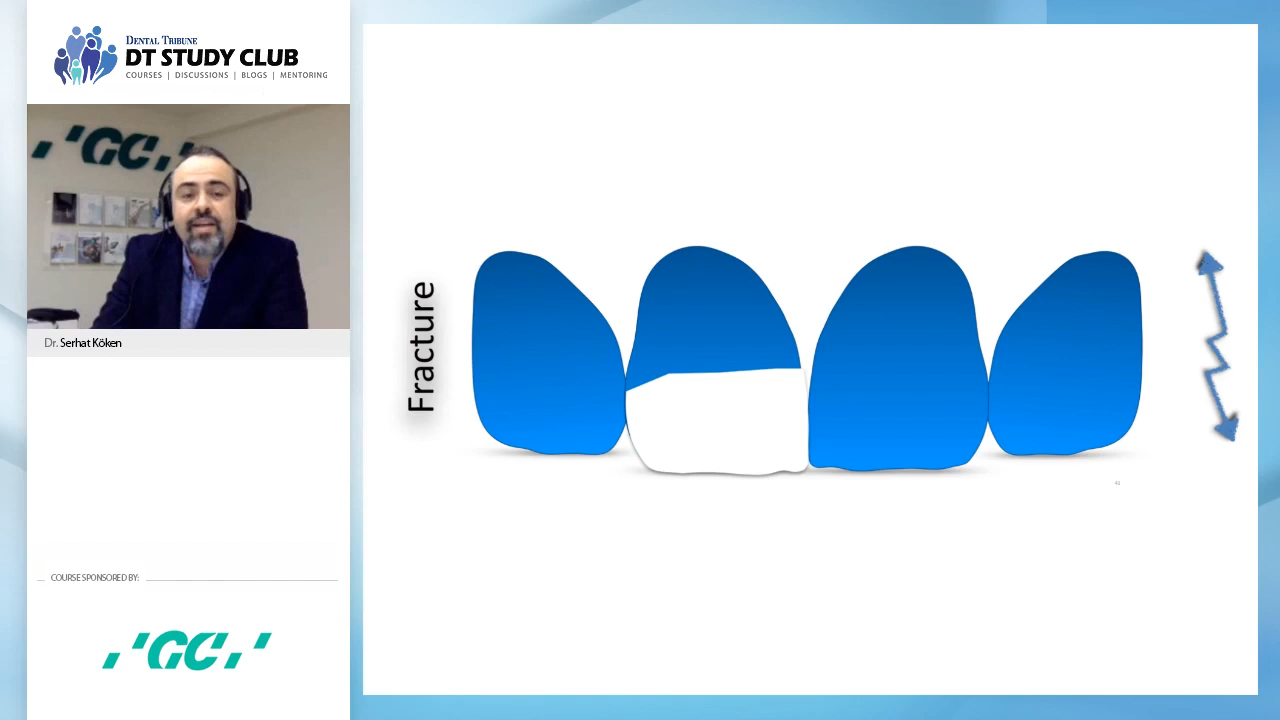 DENTAL TRIBUNE
DT STUDY CLUB
COURSES | DISCUSSIONS | BLOGS | MENTORING
GC
Dr. Serhat Köken
COURSE SPONSORED BY:
GC
Fracture